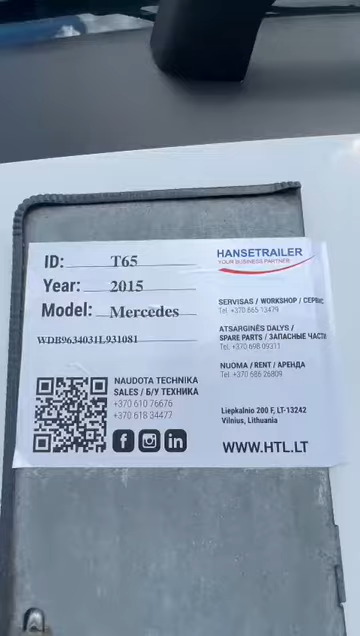 ID: T65
Year: 2015
Model: Mercedes
WDB9634031L931081
HANSETRAILER
YOUR BUSINESS PARTNER
SERVISAS / WORKSHOP / СЕРВІС
Tel. +370 665 13479
ATSARGINĖS DALYS /
SPARE PARTS / ЗАПАСНЫЕ ЧАСТИ
Tel. +370 698 09311
NUOMA / RENT / АРЕНДА
Tel. +370 686 26809
NAUDOTA TECHNIKA
SALES / Б/У ТЕХНИКА
+370 610 76676
+370 618 34477
Liepkalnio 200 F, LT-13242
Vilnius, Lithuania
WWW.HTL.LT